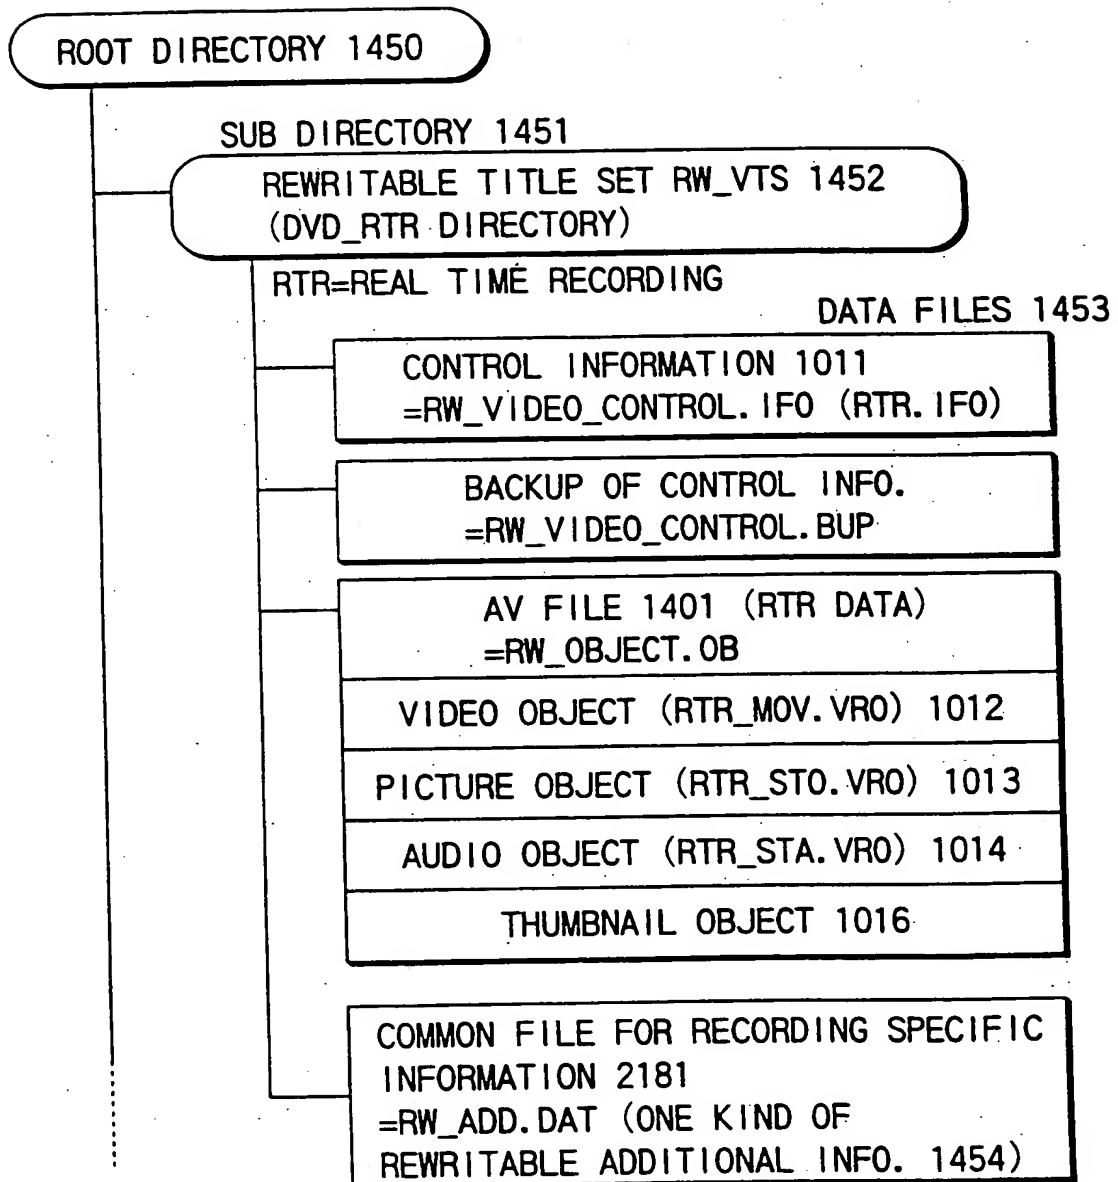 ROOT DIRECTORY 1450
SUB DIRECTORY 1451
REWRITABLE TITLE SET RW_VTS 1452
(DVD_RTR DIRECTORY)
RTR=REAL TIME RECORDING
DATA FILES 1453
CONTROL INFORMATION 1011
=RW_VIDEO_CONTROL.IFO (RTR.IFO)
BACKUP OF CONTROL INFO.
=RW_VIDEO_CONTROL.BUP
AV FILE 1401 (RTR DATA)
=RW_OBJECT.OB
VIDEO OBJECT (RTR_MOV.VRO) 1012
PICTURE OBJECT (RTR_STO.VRO) 1013
AUDIO OBJECT (RTR_STA.VRO) 1014
THUMBNAIL OBJECT 1016
COMMON FILE FOR RECORDING SPECIFIC
INFORMATION 2181
=RW_ADD.DAT (ONE KIND OF
REWRITABLE ADDITIONAL INFO. 1454)